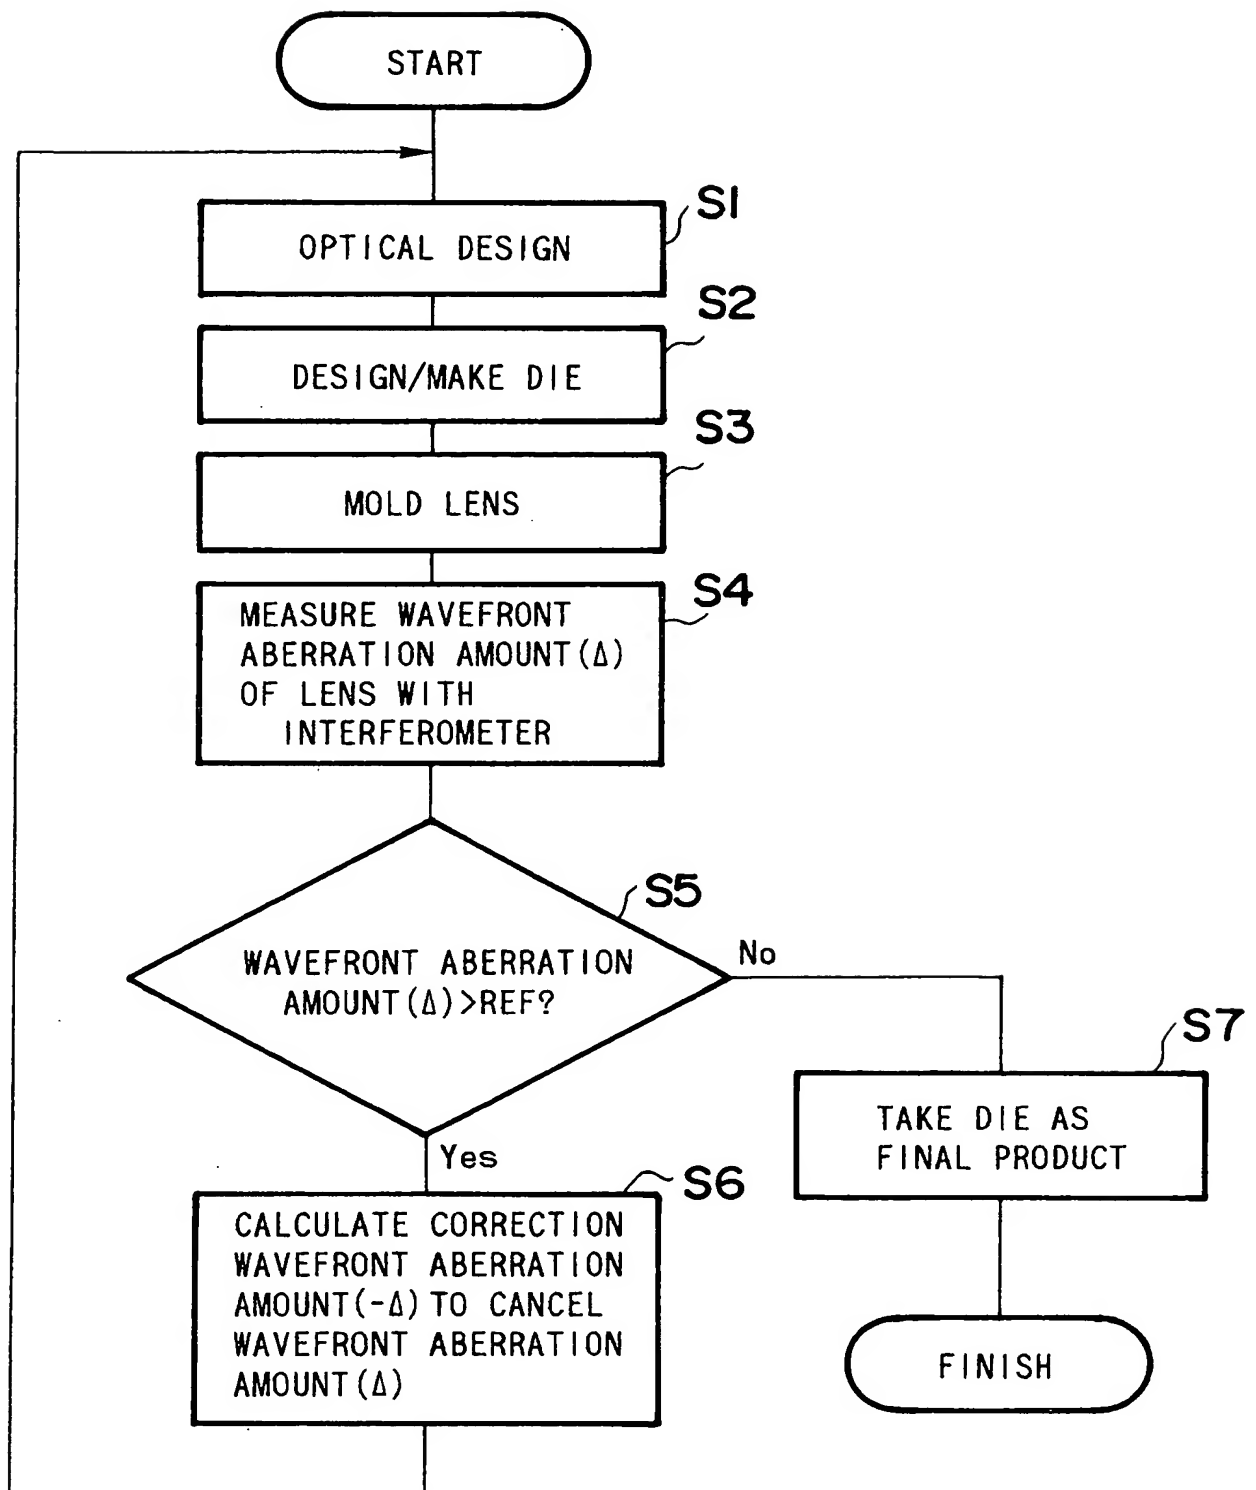 START
S1
OPTICAL DESIGN
S2
DESIGN/MAKE DIE
S3
MOLD LENS
S4
MEASURE WAVEFRONT
ABERRATION AMOUNT(Δ)
OF LENS WITH
INTERFEROMETER
S5
WAVEFRONT ABERRATION
AMOUNT(Δ)>REF?
No
Yes
S7
TAKE DIE AS
FINAL PRODUCT
S6
CALCULATE CORRECTION
WAVEFRONT ABERRATION
AMOUNT(-Δ) TO CANCEL
WAVEFRONT ABERRATION
AMOUNT(Δ)
FINISH